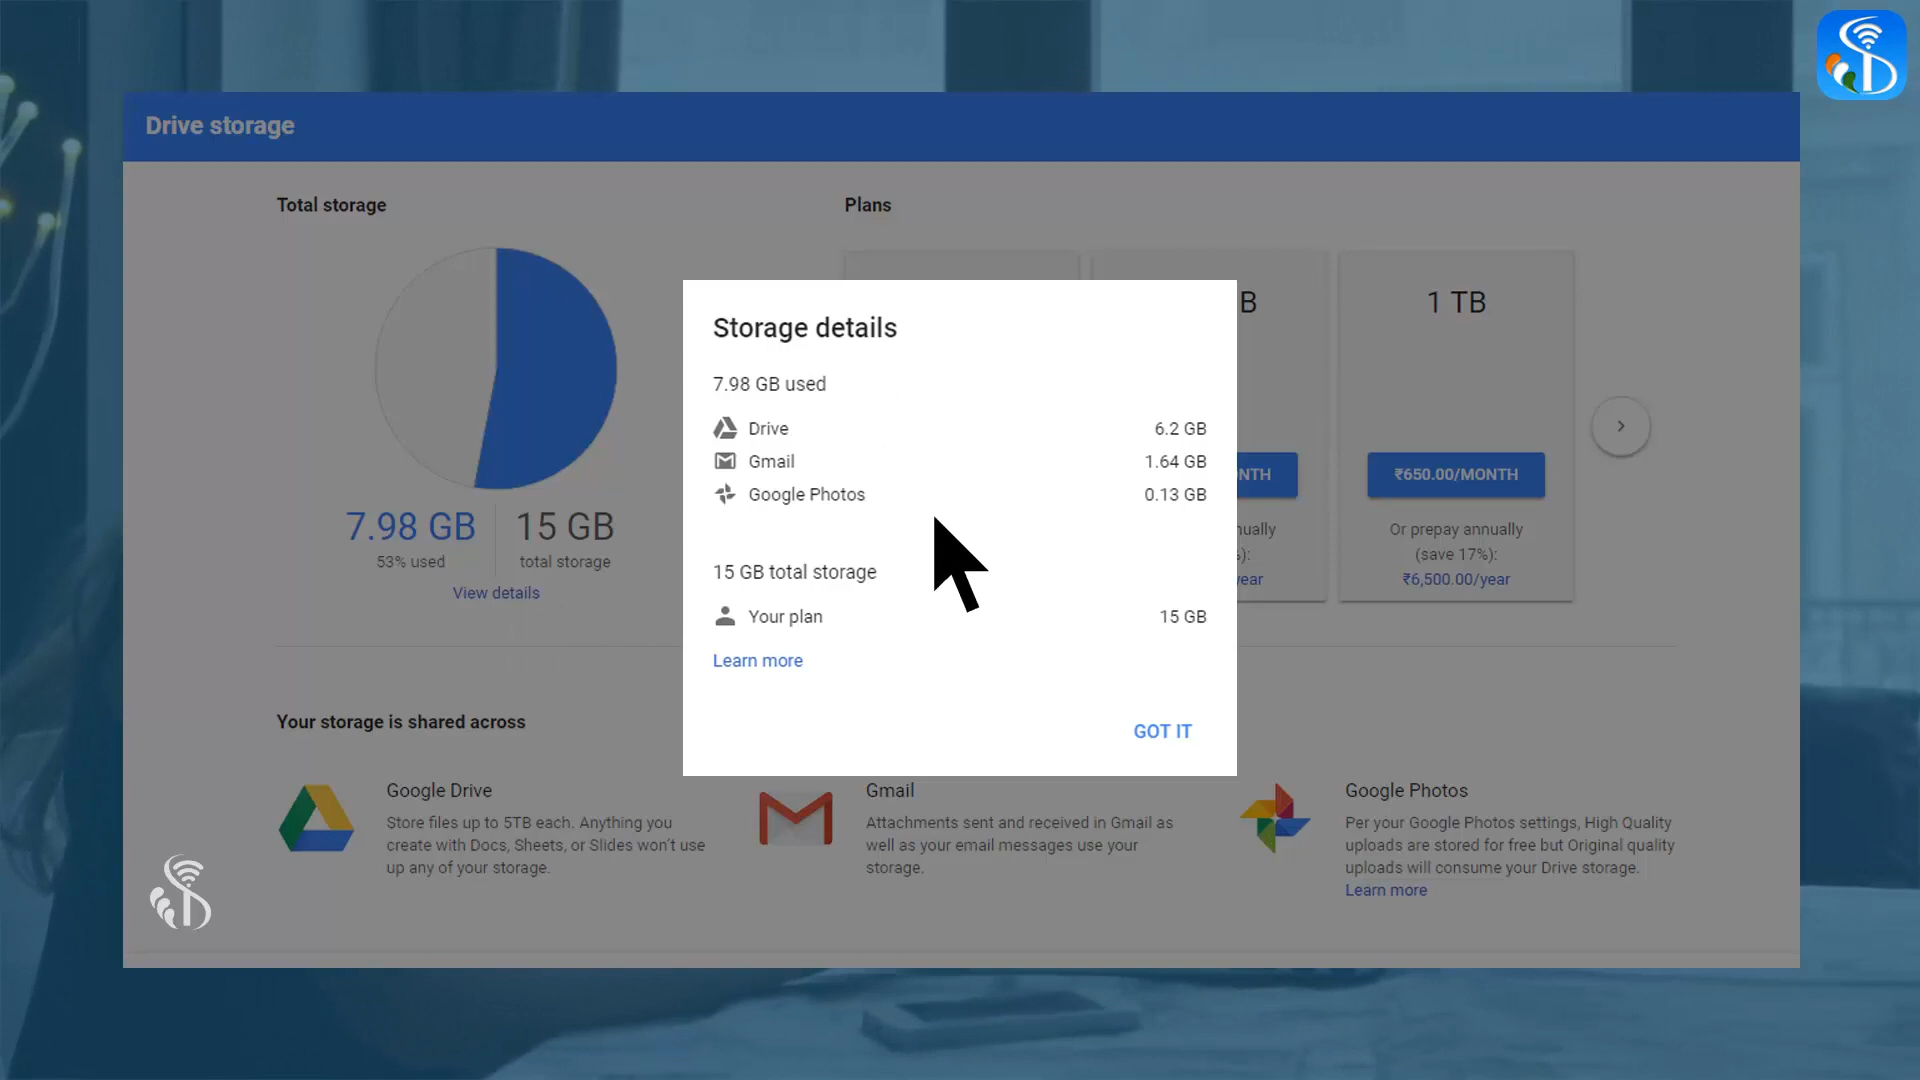 Drive storage
Total storage
Plans
7.98 GB
53% used
15 GB
total storage
View details
B
NTH
1 TB
₹650.00/MONTH
Or prepay annually
(save 17%):
₹6,500.00/year
Storage details
7.98 GB used
Drive 6.2 GB
Gmail 1.64 GB
Google Photos 0.13 GB
15 GB total storage
Your plan 15 GB
Learn more
GOT IT
Your storage is shared across
Google Drive
Store files up to 5TB each. Anything you
create with Docs, Sheets, or Slides won't use
up any of your storage.
Gmail
Attachments sent and received in Gmail as
well as your email messages use your
storage.
Google Photos
Per your Google Photos settings, High Quality
uploads are stored for free but Original quality
uploads will consume your Drive storage.
Learn more